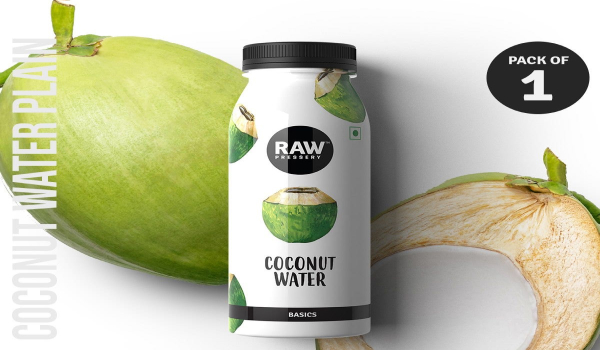 COCONUT WATER PLAIN
RAW
PRESSERY
COCONUT
WATER
BASICS
PACK OF
1